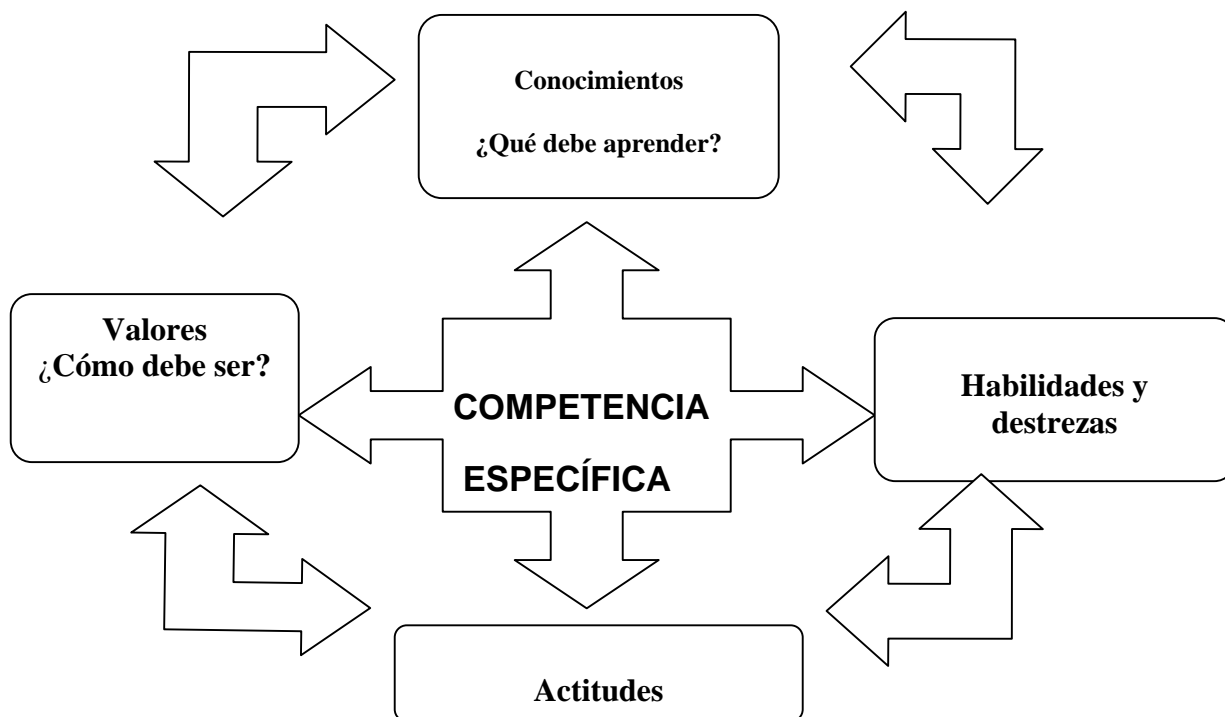 Conocimientos
¿Qué debe aprender?
Valores
¿Cómo debe ser?
COMPETENCIA
ESPECÍFICA
Habilidades y
destrezas
Actitudes